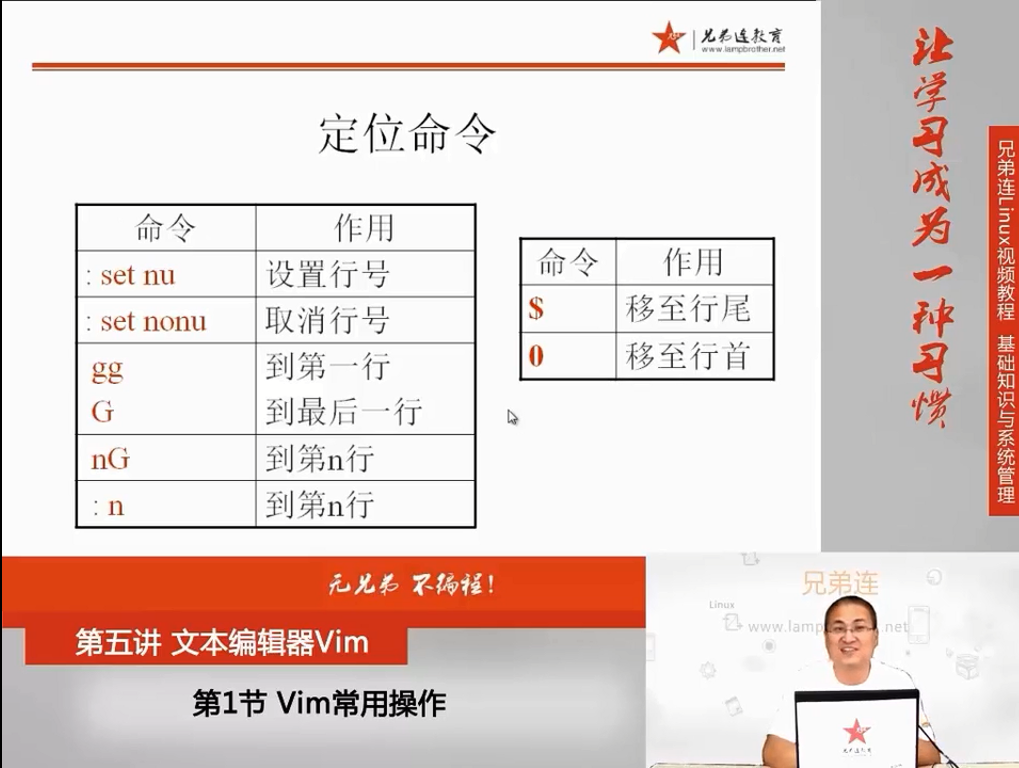 兄弟连教育
www.lampbrother.net
定位命令
命令 作用
: set nu 设置行号
: set nonu 取消行号
gg 到第一行
G 到最后一行
nG 到第n行
: n 到第n行
命令 作用
$ 移至行尾
0 移至行首
让学习成为一种习惯
兄弟连Linux视频教程 基础知识与系统管理
无兄弟 不编程!
第五讲 文本编辑器Vim
第1节 Vim常用操作
兄弟连
Linux
www.lamp
.net
兄弟连教育